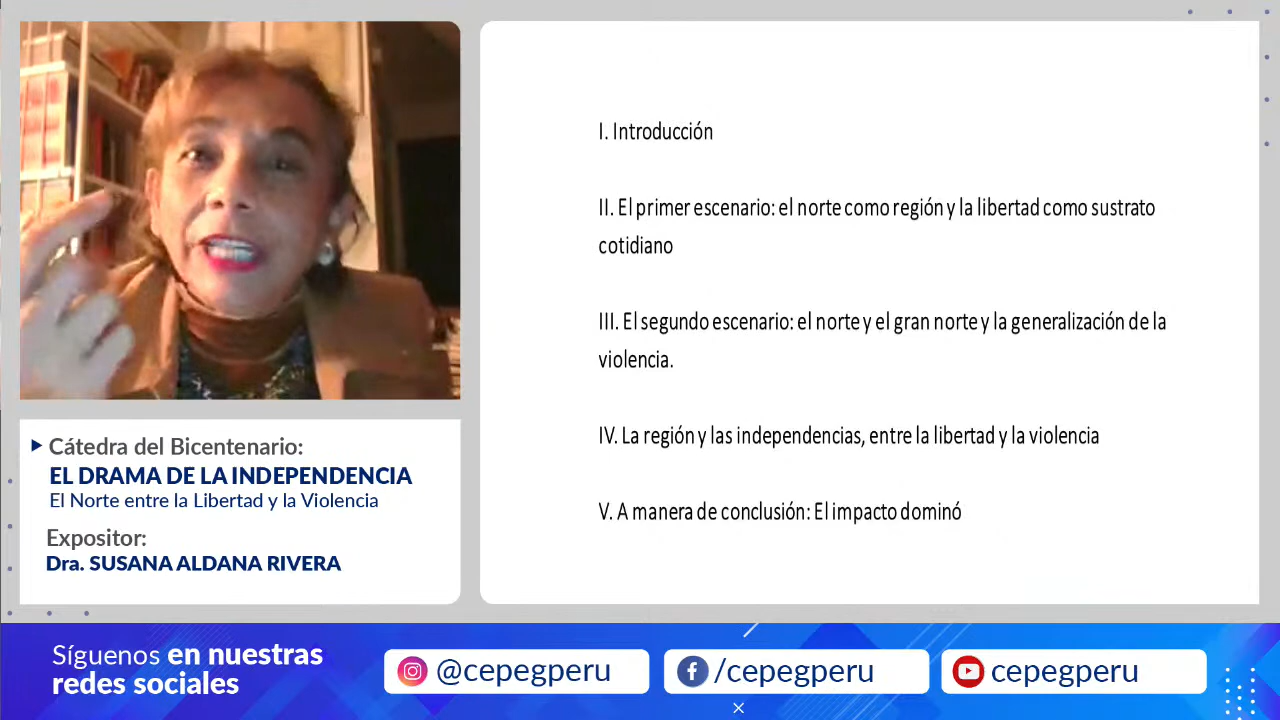 I. Introducción
II. El primer escenario: el norte como región y la libertad como sustrato
cotidiano
III. El segundo escenario: el norte y el gran norte y la generalización de la
violencia.
IV. La región y las independencias, entre la libertad y la violencia
V. A manera de conclusión: El impacto dominó
Cátedra del Bicentenario:
EL DRAMA DE LA INDEPENDENCIA
El Norte entre la Libertad y la Violencia
Expositor:
Dra. SUSANA ALDANA RIVERA
Síguenos en nuestras
redes sociales
@cepegperu
/cepegperu
cepegperu